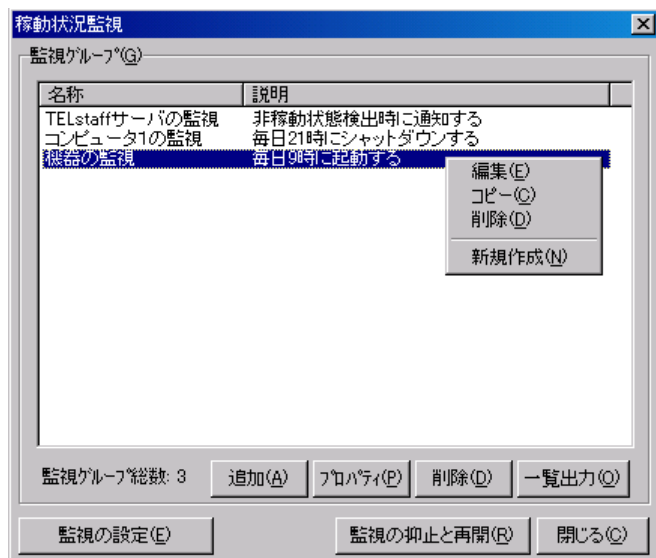 稼動状況監視
監視グループ(G)
名称 説明
TELstaffサーバの監視 非稼動状態検出時に通知する
コンピュータ1の監視 毎日21時にシャットダウンする
機器の監視 毎日9時に起動する
編集(E)
コピー(C)
削除(D)
新規作成(N)
監視グループ総数: 3 追加(A) プロパティ(P) 削除(D) 一覧出力(O)
監視の設定(E) 監視の抑止と再開(R) 閉じる(C)